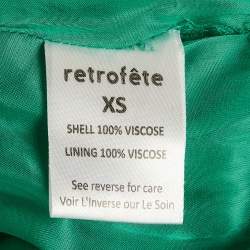 retrofête
XS
SHELL 100% VISCOSE
LINING 100% VISCOSE
See reverse for care
Voir L'Inverse our Le Soin